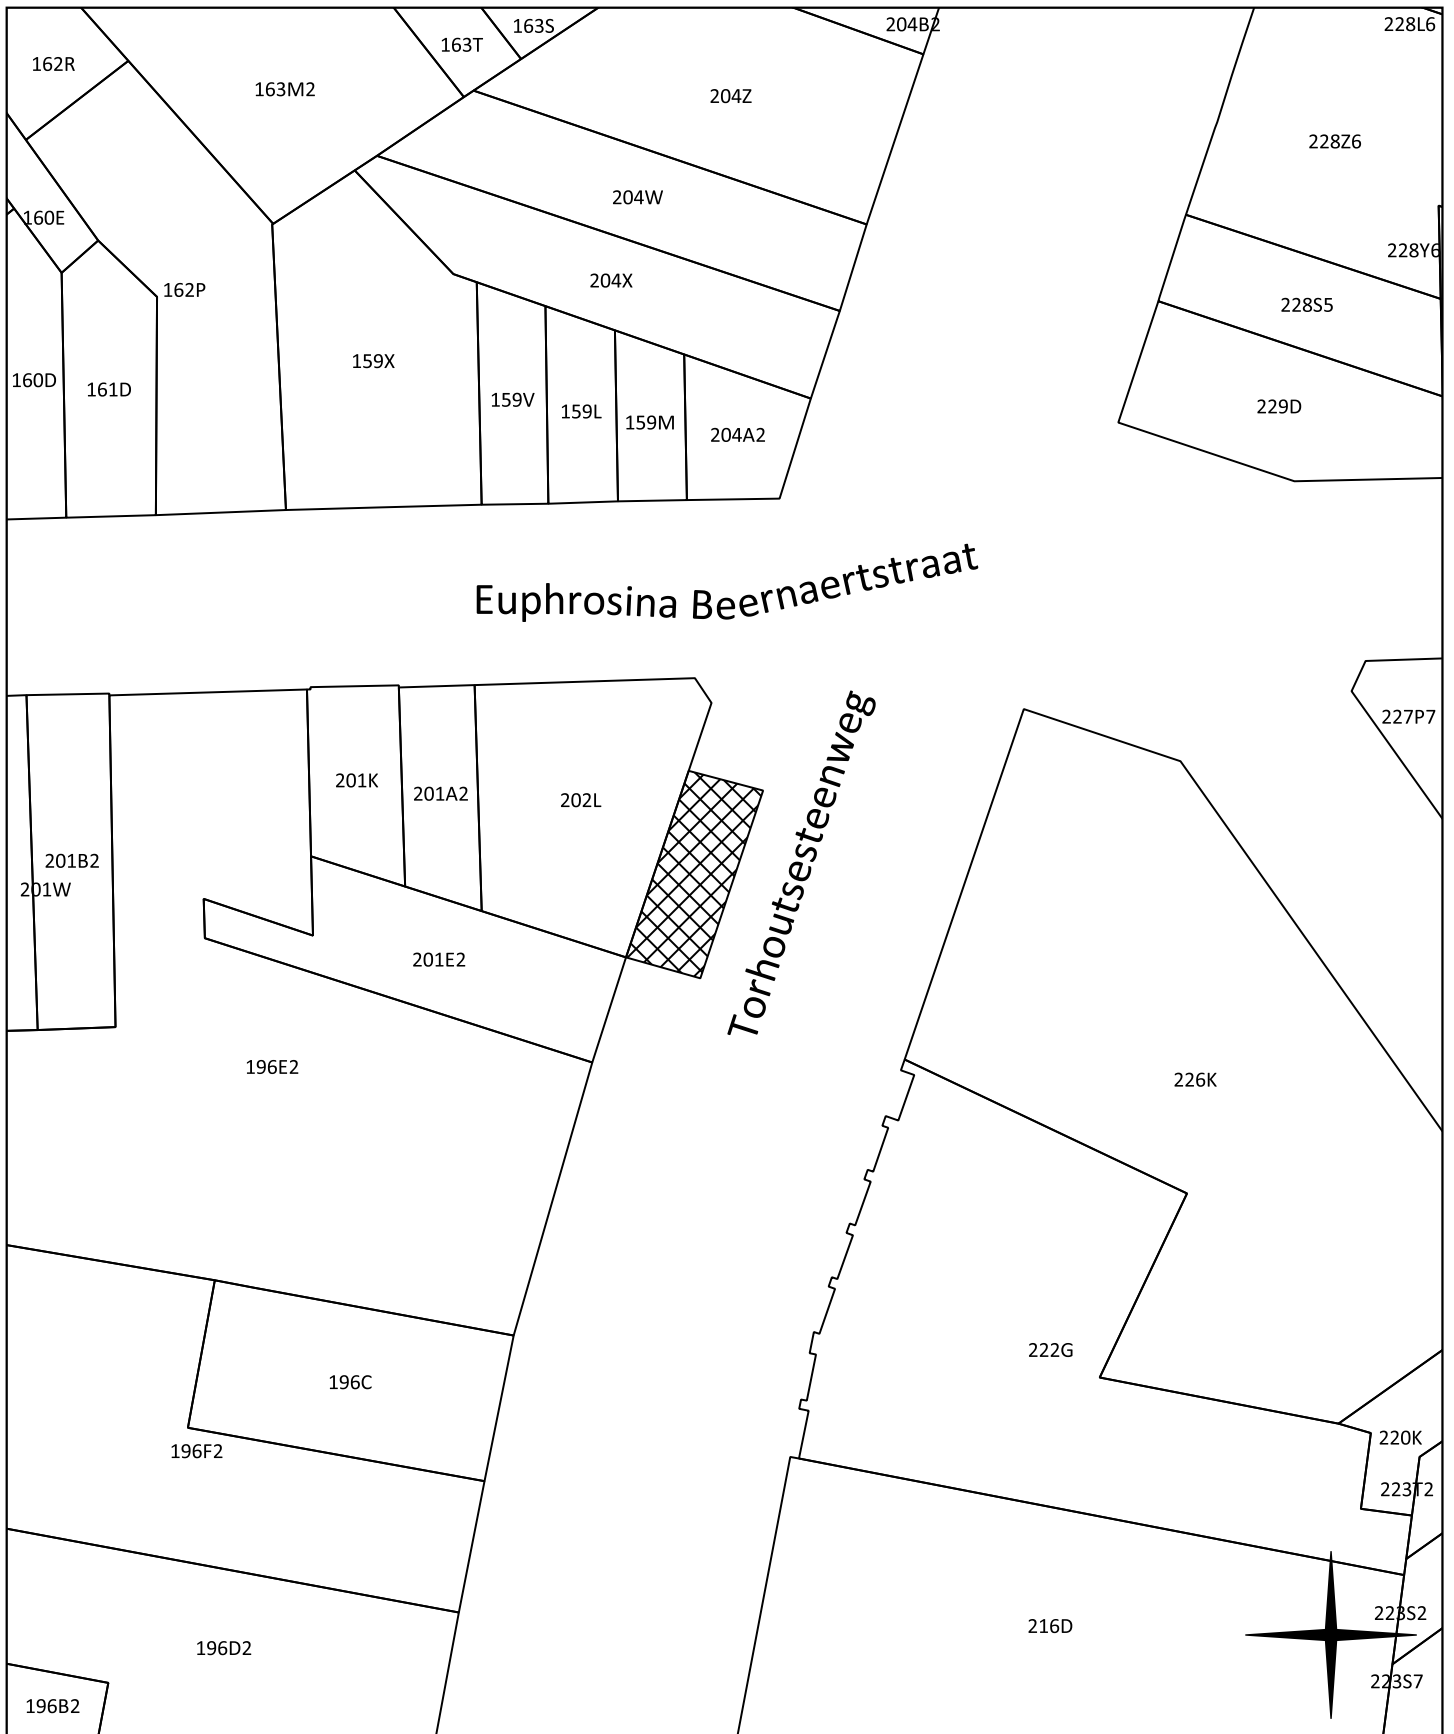 163S
204B2
228L6
163T
162R
163M2
204Z
228Z6
204W
160E
228Y6
204X
162P
228S5
159X
160D
161D
159V
229D
159L
159M
204A2
Euphrosina Beernaertstraat
227P7
201K
201A2
202L
201B2
201W
Torhoutsesteenweg
201E2
196E2
226K
222G
196C
220K
196F2
223T2
223S2
216D
196D2
223S7
196B2